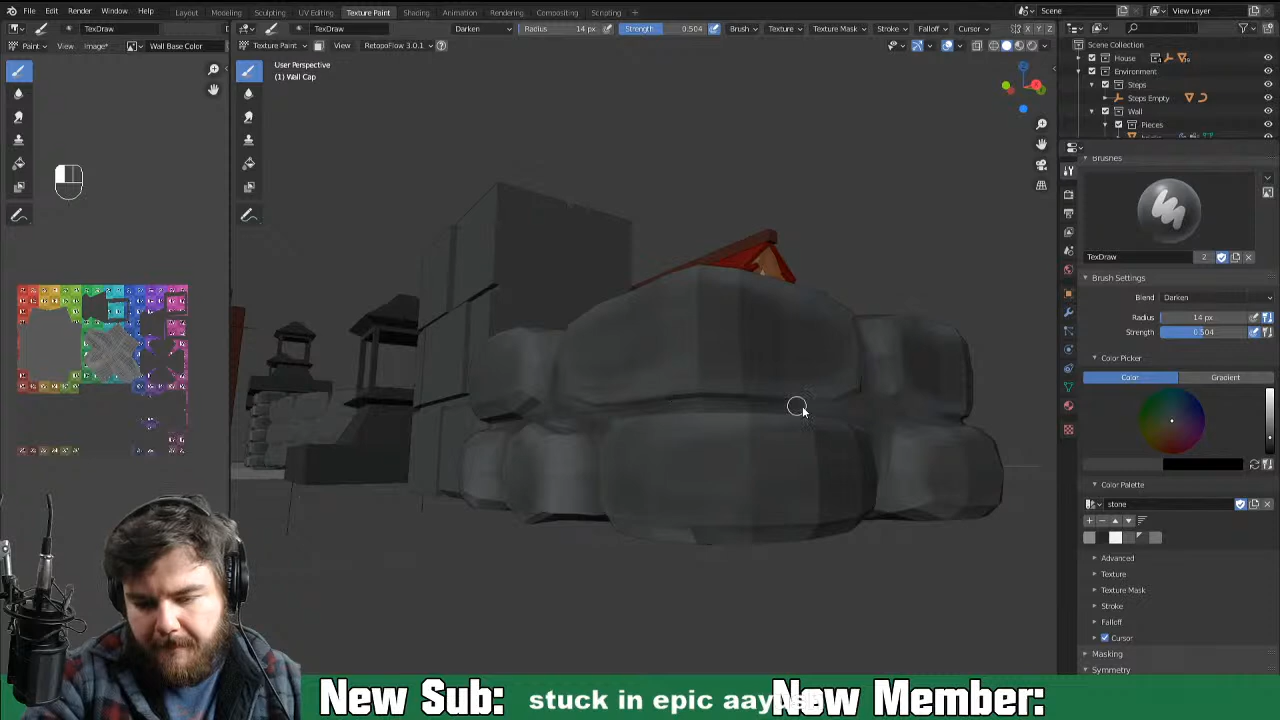 File Edit Render Window Help Layout Modeling Sculpting UV Editing Texture Paint Shading Animation Rendering Compositing Scripting + Scene View Layer
TexDraw TexDraw Radius 14 px Strength 0.504 Brush Texture Texture Mask Stroke Falloff Cursor
Paint View Image* Wall Base Color Texture Paint View RetopoFlow 3.0.1
User Perspective
(1) Wall Cap
Scene Collection
House
Environment
Steps
Steps Empty
Wall
Pieces
Brushes
TexDraw 2
Brush Settings
Blend Darken
Radius 14 px
Strength 0.504
Color Picker
Color Gradient
Color Palette
stone
Advanced
Texture
Texture Mask
Stroke
Falloff
Cursor
Masking
Symmetry
New Sub: stuck in epic New Member: